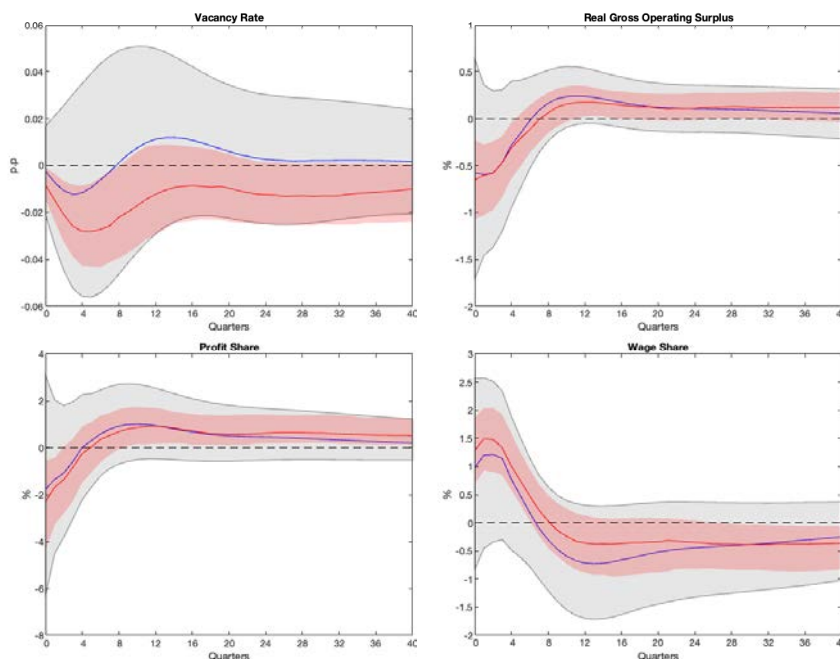 Vacancy Rate
0.06
0.04
0.02
0
-0.02
-0.04
-0.06
p.p
0 4 8 12 16 20 24 28 32 36 40
Quarters
Real Gross Operating Surplus
1
0.5
0
-0.5
-1
-1.5
-2
%
0 4 8 12 16 20 24 28 32 36 40
Quarters
Profit Share
4
2
0
-2
-4
-6
-8
%
0 4 8 12 16 20 24 28 32 36 40
Quarters
Wage Share
3
2.5
2
1.5
1
0.5
0
-0.5
-1
-1.5
-2
%
0 4 8 12 16 20 24 28 32 36 40
Quarters